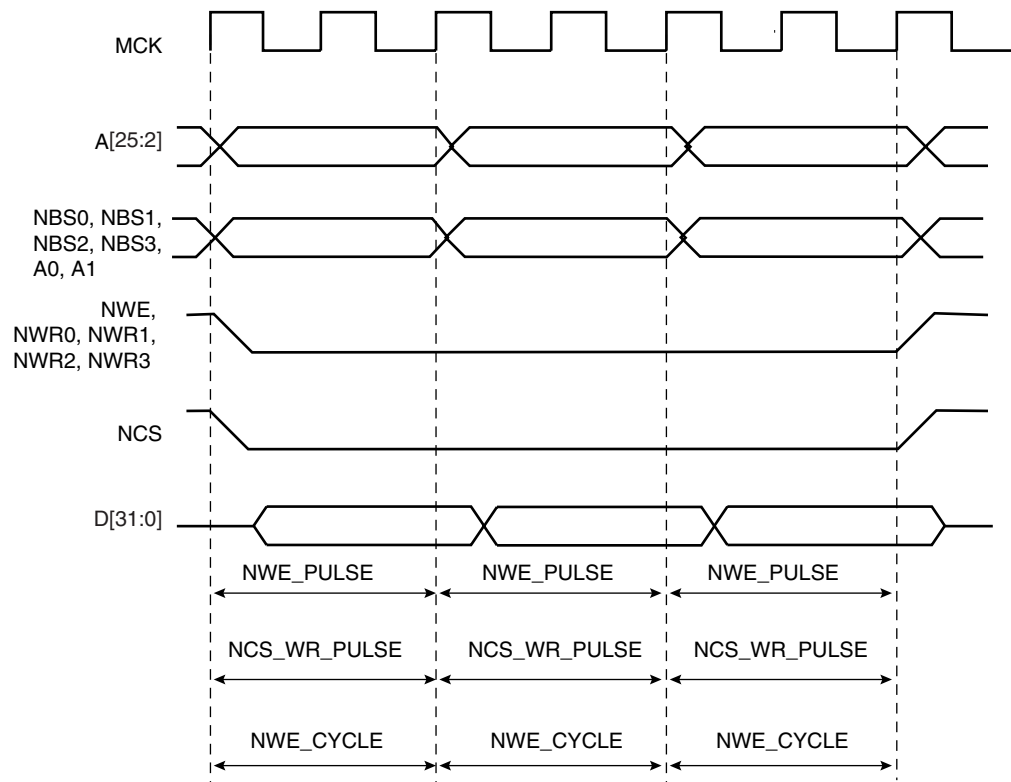 MCK
A[25:2]
NBS0, NBS1,
NBS2, NBS3,
A0, A1
NWE,
NWR0, NWR1,
NWR2, NWR3
NCS
D[31:0]
NWE_PULSE NWE_PULSE NWE_PULSE
NCS_WR_PULSE NCS_WR_PULSE NCS_WR_PULSE
NWE_CYCLE NWE_CYCLE NWE_CYCLE